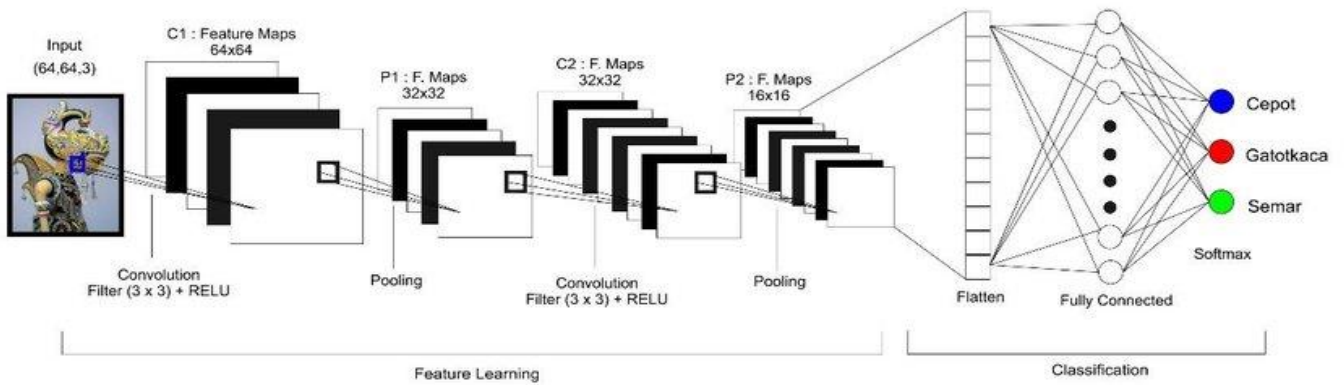 Input
(64,64,3)
C1 : Feature Maps
64x64
P1 : F. Maps
32x32
C2 : F. Maps
32x32
P2 : F. Maps
16x16
Cepot
Gatotkaca
Semar
Softmax
Convolution
Filter (3 x 3) + RELU
Pooling
Convolution
Filter (3 x 3) + RELU
Pooling
Flatten
Fully Connected
Feature Learning
Classification